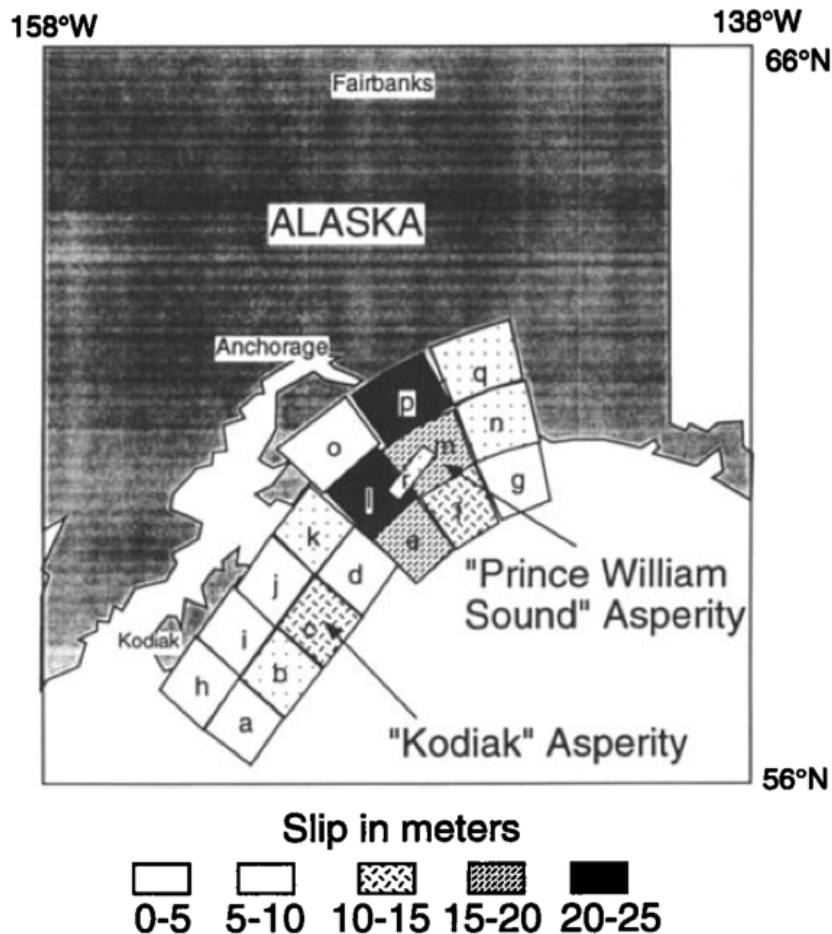 158°W 138°W
66°N
Fairbanks
ALASKA
Anchorage
p
q
o
m
n
r
l
g
f
e
k
d
j
"Prince William
Sound" Asperity
c
Kodiak
i
b
h
a
"Kodiak" Asperity
56°N
Slip in meters
0-5 5-10 10-15 15-20 20-25